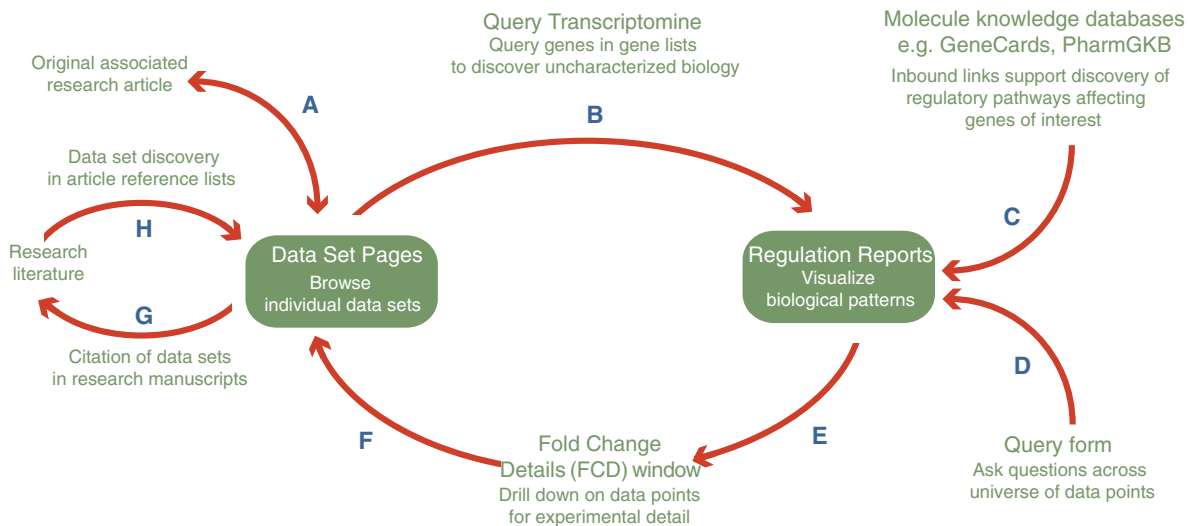 Original associated
research article
A
Query Transcriptomine
Query genes in gene lists
to discover uncharacterized biology
B
Molecule knowledge databases
e.g. GeneCards, PharmGKB
Inbound links support discovery of
regulatory pathways affecting
genes of interest
C
Data set discovery
in article reference lists
H
Research
literature
G
Citation of data sets
in research manuscripts
Data Set Pages
Browse
individual data sets
Regulation Reports
Visualize
biological patterns
D
Query form
Ask questions across
universe of data points
E
Fold Change
Details (FCD) window
Drill down on data points
for experimental detail
F